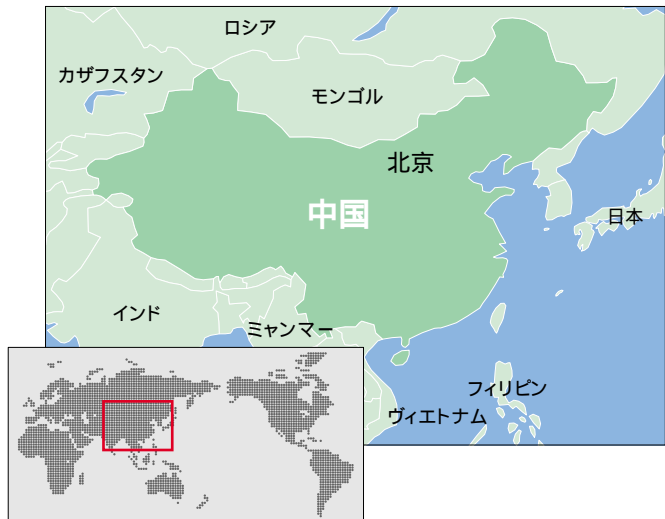 ロシア
カザフスタン
モンゴル
北京
中国
日本
インド
ミャンマー
フィリピン
ヴィエトナム